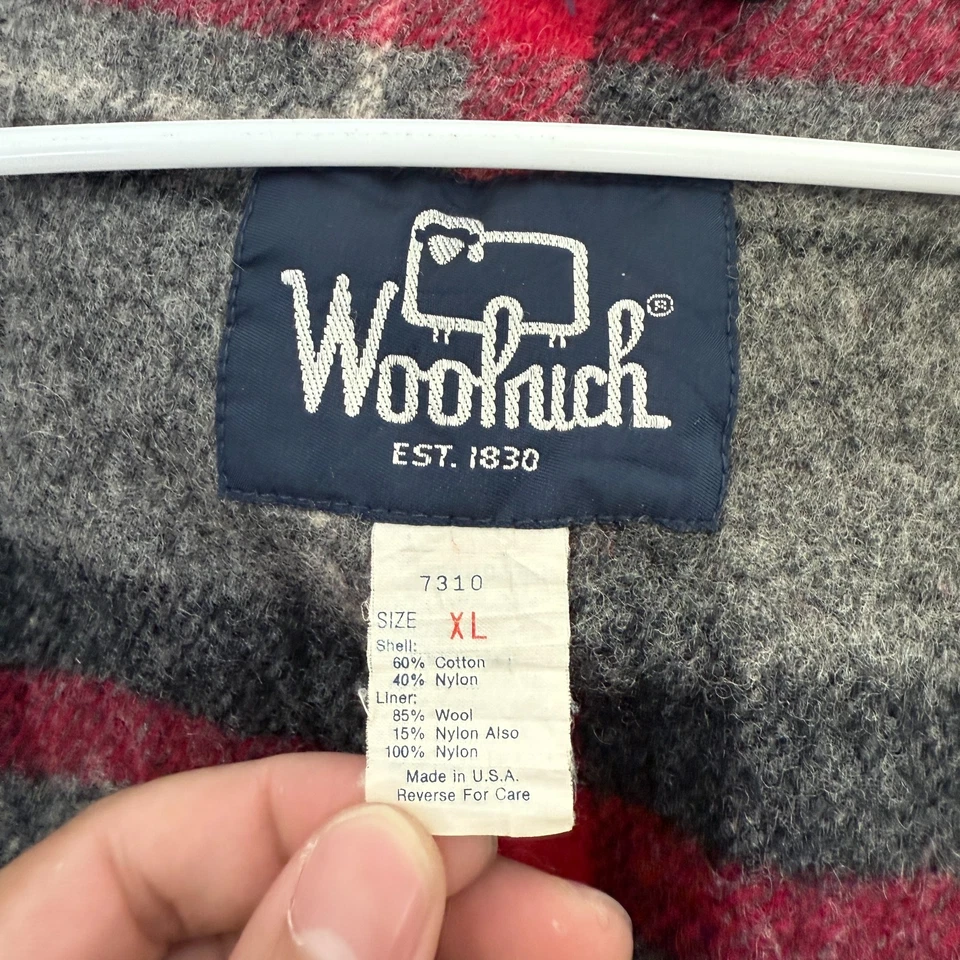 Woolrich®
EST. 1830
7310
SIZE XL
Shell:
60% Cotton
40% Nylon
Liner:
85% Wool
15% Nylon Also
100% Nylon
Made in U.S.A.
Reverse For Care